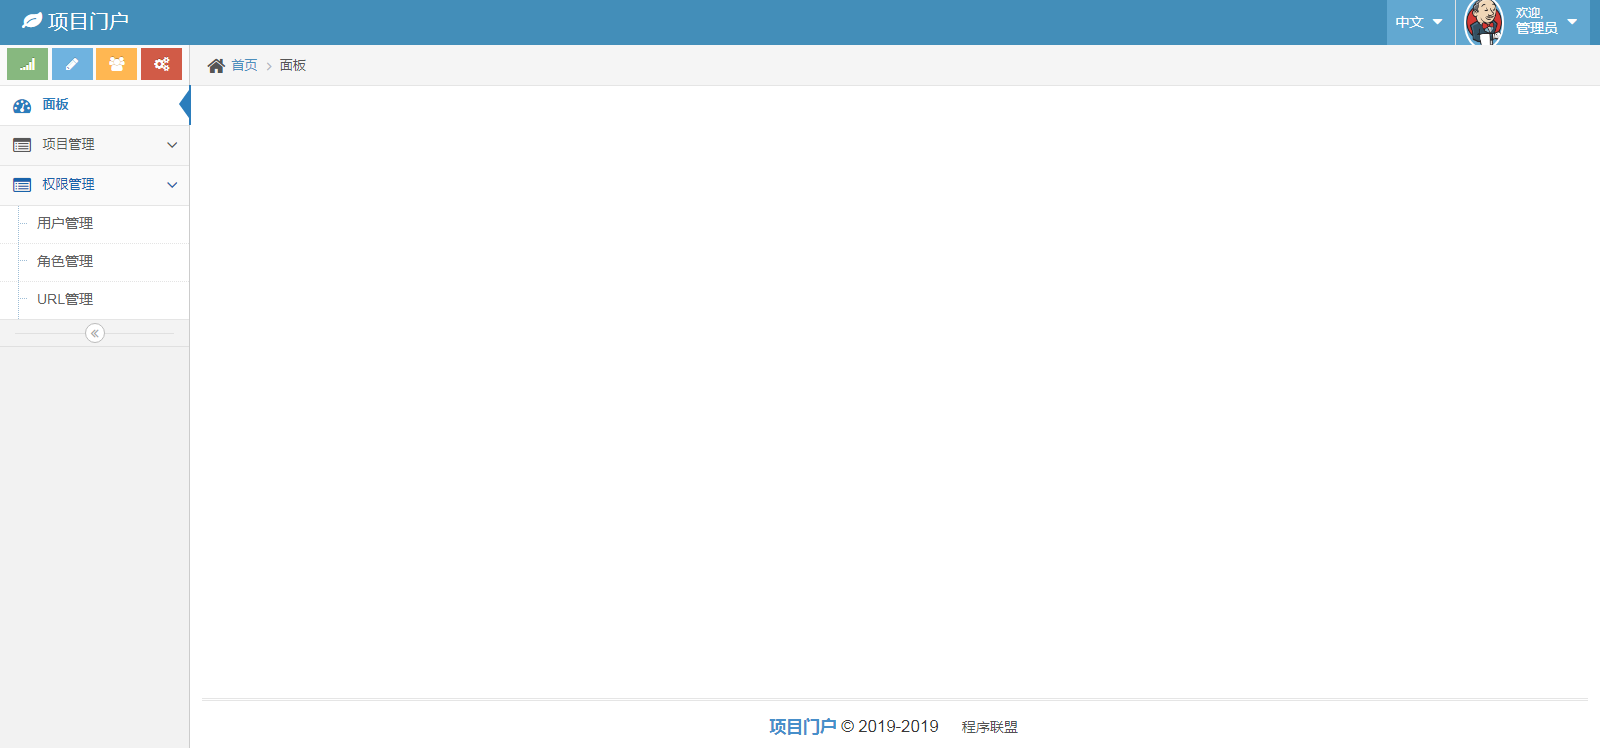 项目门户
中文
欢迎,
管理员
首页
面板
面板
项目管理
权限管理
用户管理
角色管理
URL管理
项目门户 © 2019-2019 程序联盟